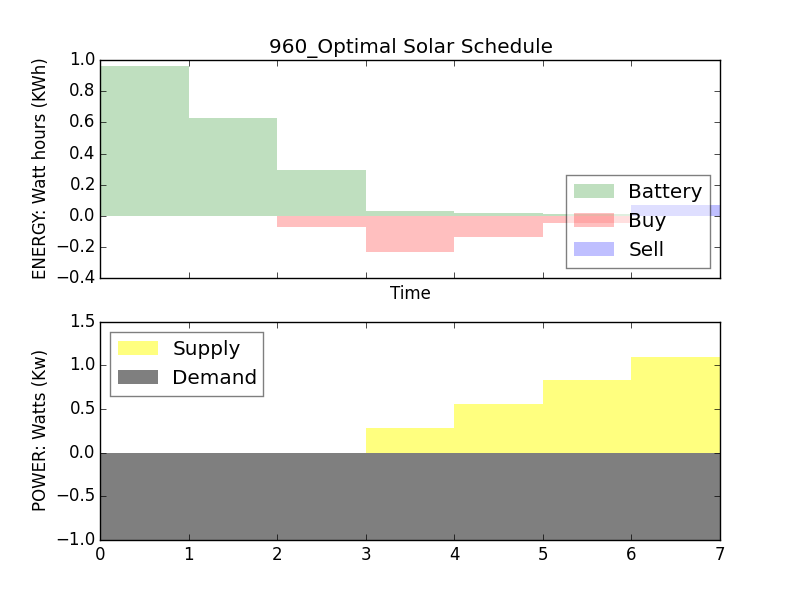 960_Optimal Solar Schedule
ENERGY: Watt hours (KWh)
1.0
0.8
0.6
0.4
0.2
0.0
−0.2
−0.4
Battery
Buy
Sell
Time
POWER: Watts (Kw)
1.5
1.0
0.5
0.0
−0.5
−1.0
Supply
Demand
0 1 2 3 4 5 6 7